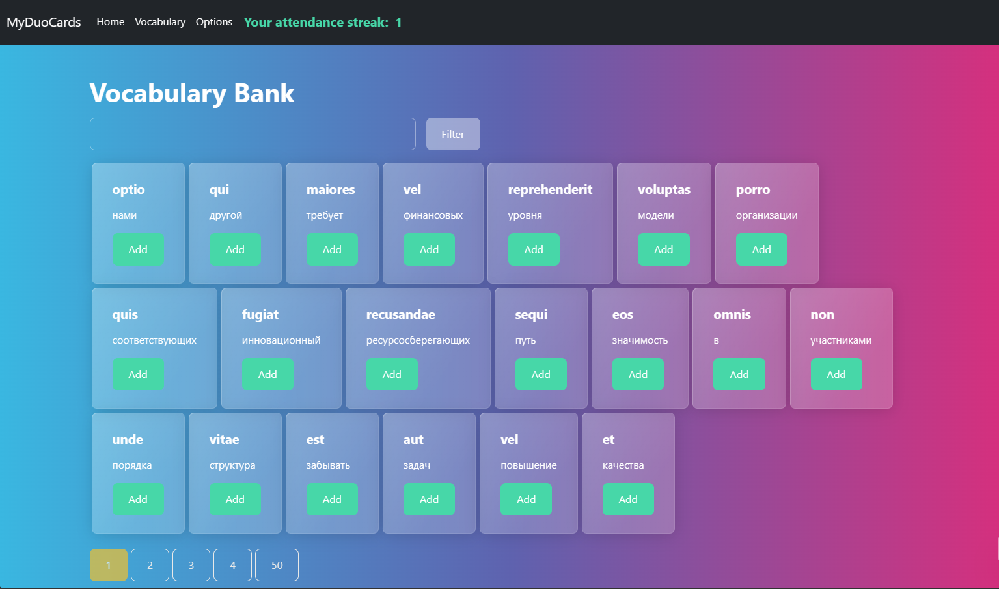 MyDuoCards Home Vocabulary Options Your attendance streak: 1
Vocabulary Bank
Filter
optio qui maiores vel reprehenderit voluptas porro
нами другой требует финансовых уровня модели организации
Add Add Add Add Add Add Add
quis fugiat recusandae sequi eos omnis non
соответствующих инновационный ресурсосберегающих путь значимость в участниками
Add Add Add Add Add Add Add
unde vitae est aut vel et
порядка структура забывать задач повышение качества
Add Add Add Add Add Add
1 2 3 4 50